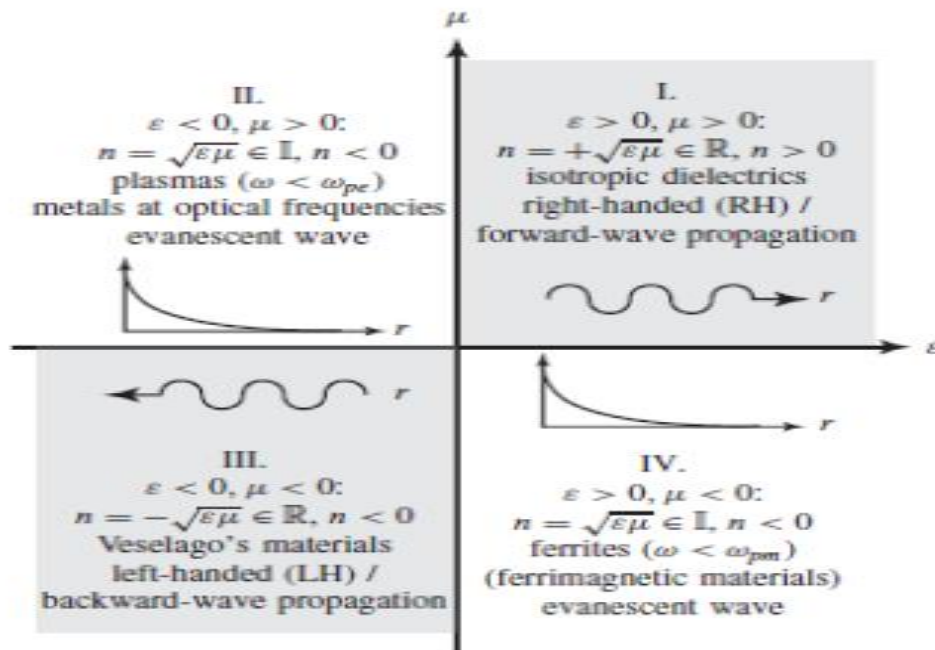 μ
II.
ε < 0, μ > 0:
n = √εμ ∈ 𝕀, n < 0
plasmas (ω < ωpe)
metals at optical frequencies
evanescent wave
r
I.
ε > 0, μ > 0:
n = +√εμ ∈ ℝ, n > 0
isotropic dielectrics
right-handed (RH) /
forward-wave propagation
r
ε
r
III.
ε < 0, μ < 0:
n = −√εμ ∈ ℝ, n < 0
Veselago's materials
left-handed (LH) /
backward-wave propagation
r
IV.
ε > 0, μ < 0:
n = √εμ ∈ 𝕀, n < 0
ferrites (ω < ωpm)
(ferrimagnetic materials)
evanescent wave